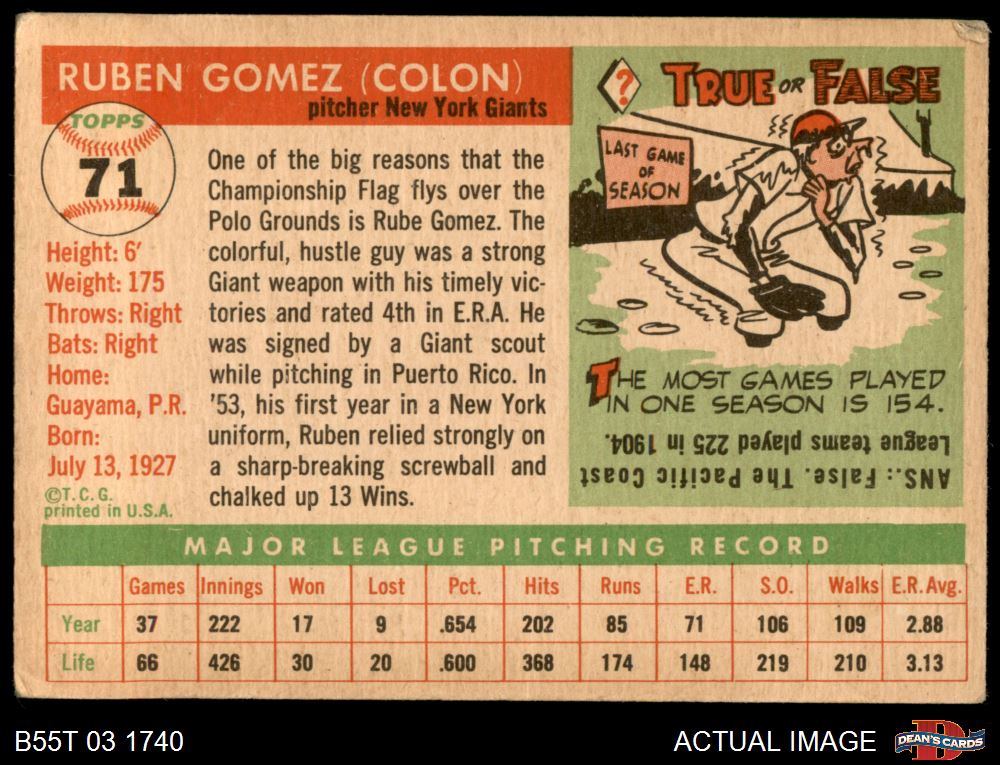 RUBEN GOMEZ (COLON)
pitcher New York Giants
TOPPS
71
Height: 6'
Weight: 175
Throws: Right
Bats: Right
Home:
Guayama, P.R.
Born:
July 13, 1927
©T.C.G.
printed in U.S.A.
One of the big reasons that the
Championship Flag flys over the
Polo Grounds is Rube Gomez. The
colorful, hustle guy was a strong
Giant weapon with his timely vic-
tories and rated 4th in E.R.A. He
was signed by a Giant scout
while pitching in Puerto Rico. In
'53, his first year in a New York
uniform, Ruben relied strongly on
a sharp-breaking screwball and
chalked up 13 Wins.
?
TRUE OR FALSE
LAST GAME
OF
SEASON
THE MOST GAMES PLAYED
IN ONE SEASON IS 154.
ANS.: False. The Pacific Coast
League teams played 225 in 1904.
MAJOR LEAGUE PITCHING RECORD
Games Innings Won Lost Pct. Hits Runs E.R. S.O. Walks E.R. Avg.
Year 37 222 17 9 .654 202 85 71 106 109 2.88
Life 66 426 30 20 .600 368 174 148 219 210 3.13
B55T 03 1740
ACTUAL IMAGE
DEAN'S CARDS